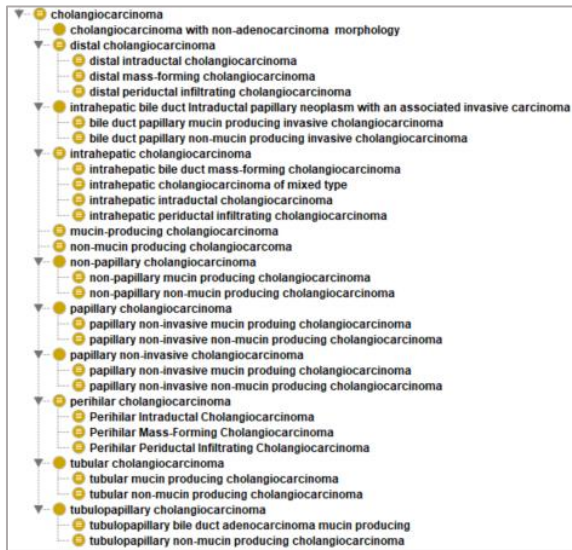 cholangiocarcinoma
cholangiocarcinoma with non-adenocarcinoma morphology
distal cholangiocarcinoma
distal intraductal cholangiocarcinoma
distal mass-forming cholangiocarcinoma
distal periductal infiltrating cholangiocarcinoma
intrahepatic bile duct Intraductal papillary neoplasm with an associated invasive carcinoma
bile duct papillary mucin producing invasive cholangiocarcinoma
bile duct papillary non-mucin producing invasive cholangiocarcinoma
intrahepatic cholangiocarcinoma
intrahepatic bile duct mass-forming cholangiocarcinoma
intrahepatic cholangiocarcinoma of mixed type
intrahepatic intraductal cholangiocarcinoma
intrahepatic periductal infiltrating cholangiocarcinoma
mucin-producing cholangiocarcinoma
non-mucin producing cholangiocarcoma
non-papillary cholangiocarcinoma
non-papillary mucin producing cholangiocarcinoma
non-papillary non-mucin producing cholangiocarcinoma
papillary cholangiocarcinoma
papillary non-invasive mucin produing cholangiocarcinoma
papillary non-invasive non-mucin producing cholangiocarcinoma
papillary non-invasive cholangiocarcinoma
papillary non-invasive mucin produing cholangiocarcinoma
papillary non-invasive non-mucin producing cholangiocarcinoma
perihilar cholangiocarcinoma
Perihilar Intraductal Cholangiocarcinoma
Perihilar Mass-Forming Cholangiocarcinoma
Perihilar Periductal Infiltrating Cholangiocarcinoma
tubular cholangiocarcinoma
tubular mucin producing cholangiocarcinoma
tubular non-mucin producing cholangiocarcinoma
tubulopapillary cholangiocarcinoma
tubulopapillary bile duct adenocarcinoma mucin producing
tubulopapillary non-mucin producing cholangiocarcinoma